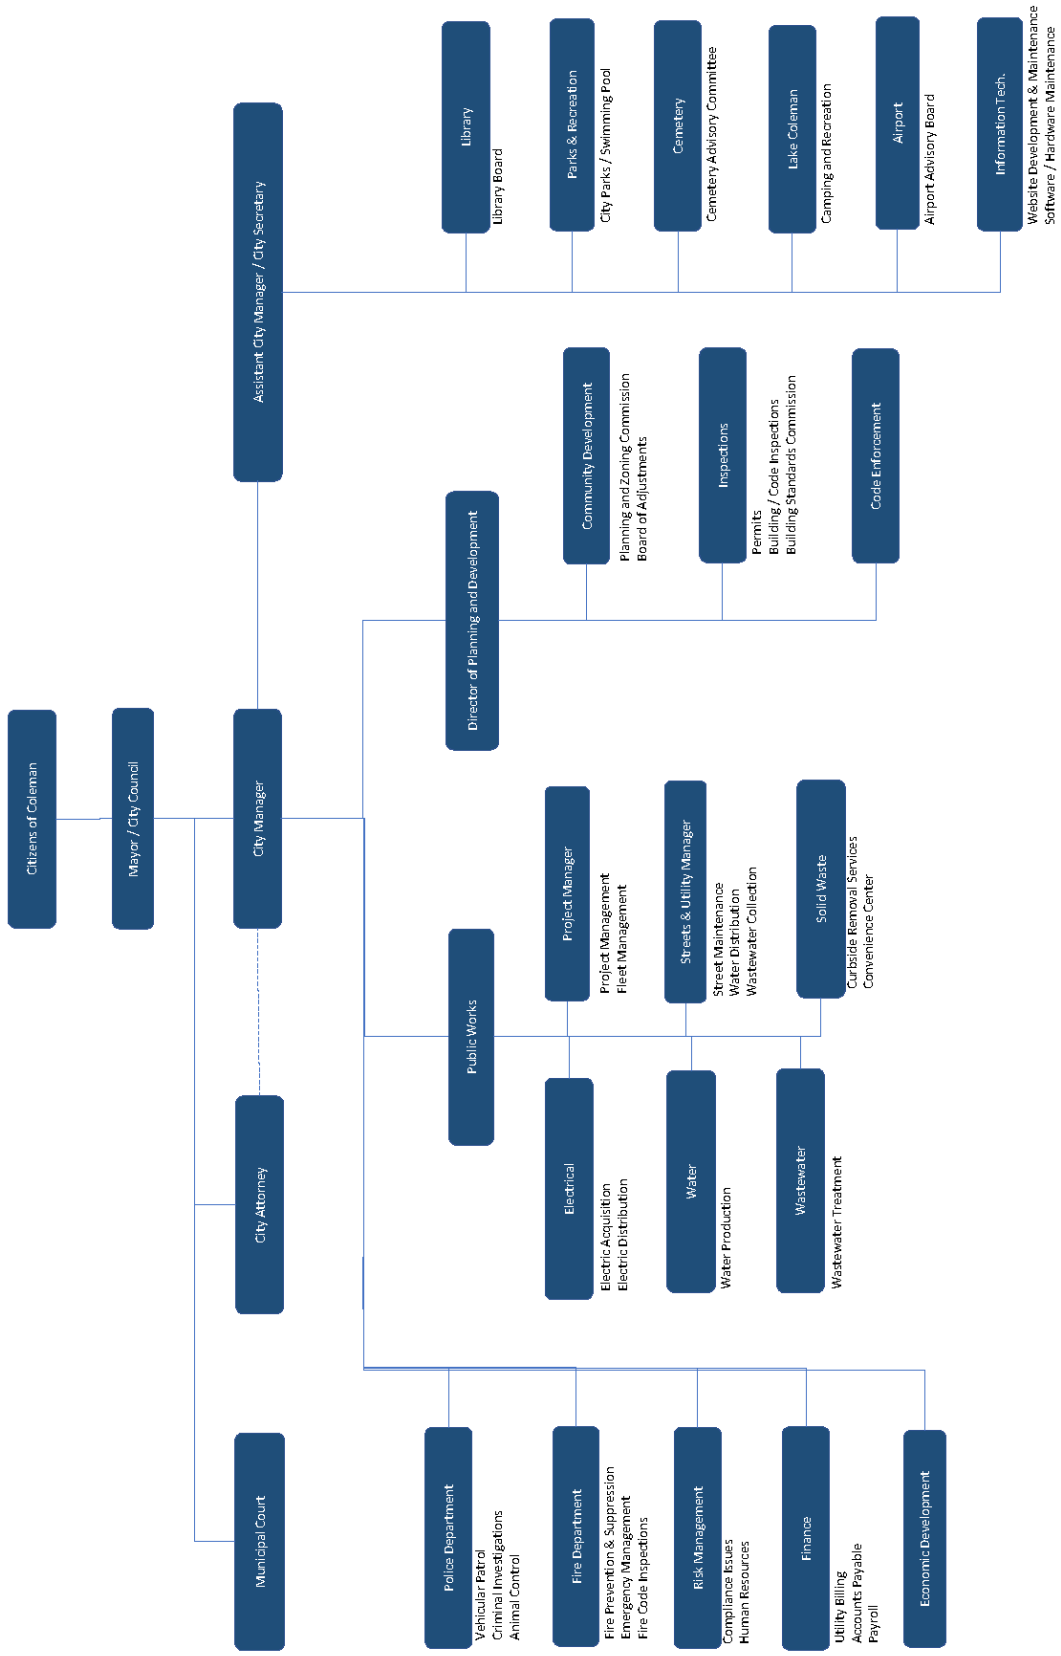 Citizens of Coleman
Mayor / City Council
Municipal Court
City Attorney
City Manager
Assistant City Manager / City Secretary
Police Department
Vehicular Patrol
Criminal Investigations
Animal Control
Fire Department
Fire Prevention & Suppression
Emergency Management
Fire Code Inspections
Risk Management
Compliance Issues
Human Resources
Finance
Utility Billing
Accounts Payable
Payroll
Economic Development
Public Works
Electrical
Electric Acquisition
Electric Distribution
Water
Water Production
Wastewater
Wastewater Treatment
Project Manager
Project Management
Fleet Management
Streets & Utility Manager
Street Maintenance
Water Distribution
Wastewater Collection
Solid Waste
Curbside Removal Services
Convenience Center
Director of Planning and Development
Community Development
Planning and Zoning Commission
Board of Adjustments
Inspections
Permits
Building / Code Inspections
Building Standards Commission
Code Enforcement
Library
Library Board
Parks & Recreation
City Parks / Swimming Pool
Cemetery
Cemetery Advisory Committee
Lake Coleman
Camping and Recreation
Airport
Airport Advisory Board
Information Tech.
Website Development & Maintenance
Software / Hardware Maintenance